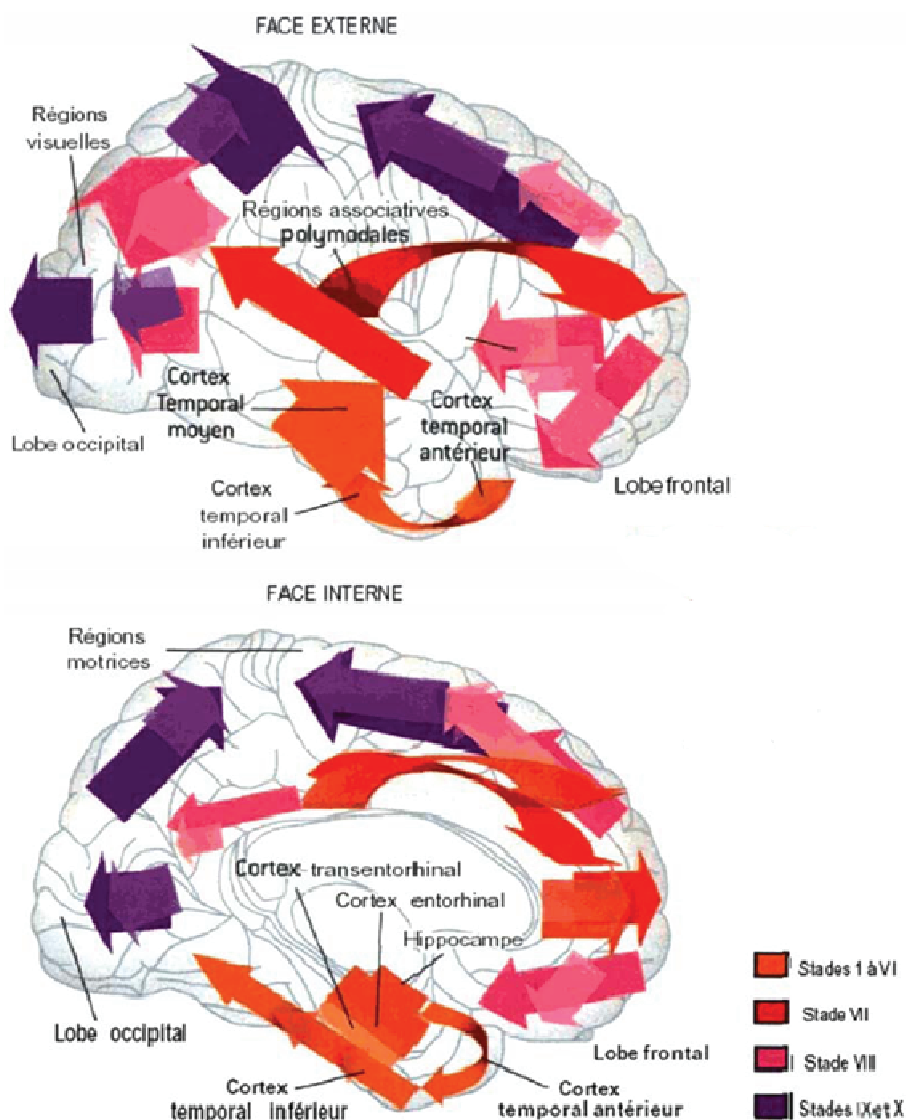 FACE EXTERNE
Régions
visuelles
Régions associatives
polymodales
Cortex
Temporal
moyen
Cortex
temporal
antérieur
Lobe occipital
Cortex
temporal
inférieur
Lobe frontal
FACE INTERNE
Régions
motrices
Cortex transentorhinal
Cortex entorhinal
Hippocampe
Lobe occipital
Lobe frontal
Cortex
temporal inférieur
Cortex
temporal antérieur
Stades 1 à VI
Stade VII
Stade VIII
Stades IX et X